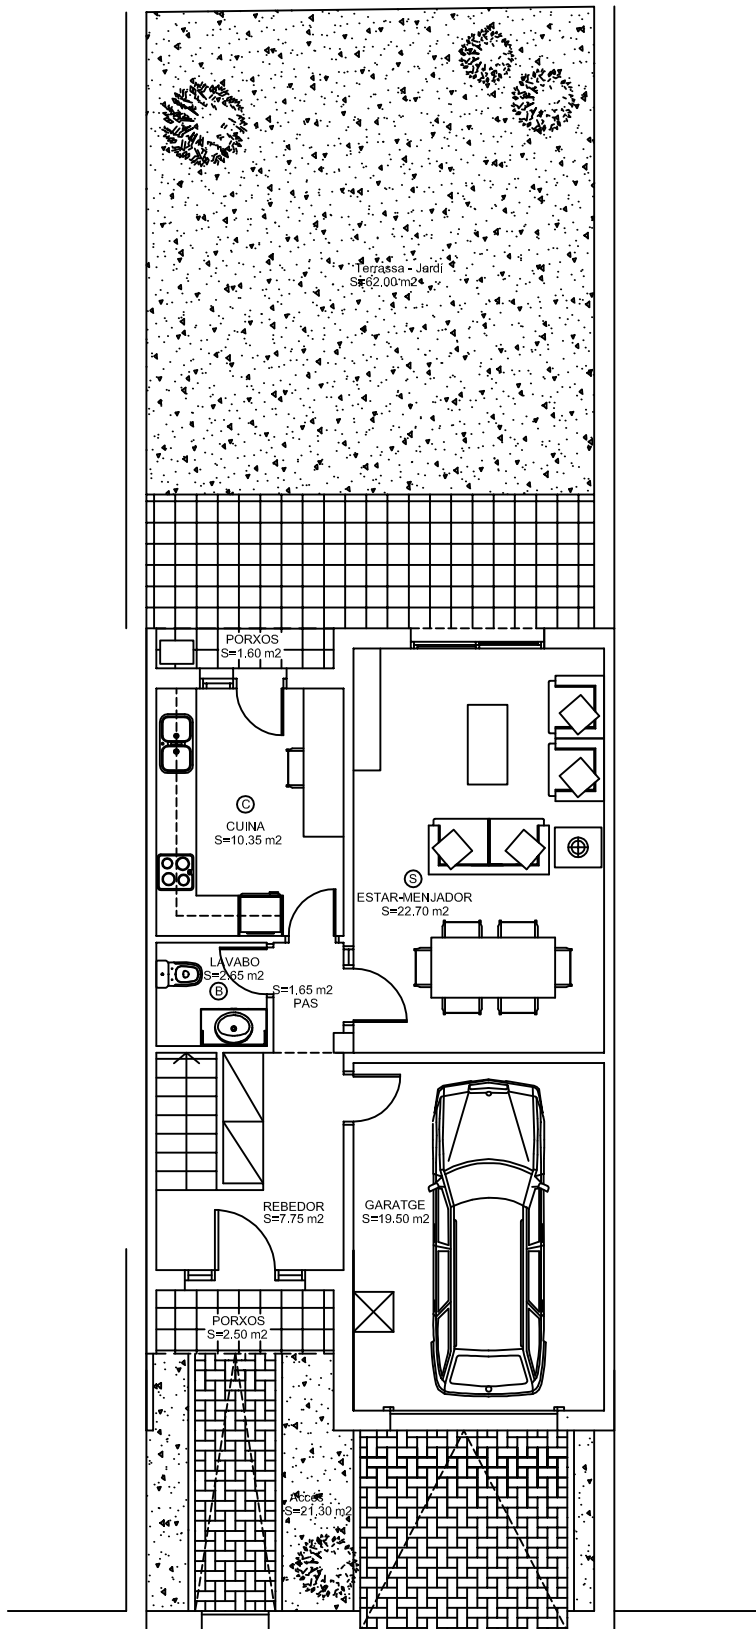 Terrassa - Jardí
S=62.00 m2
PORXOS
S=1.60 m2
C
CUINA
S=10.35 m2
S
ESTAR-MENJADOR
S=22.70 m2
LAVABO
S=2.65 m2
B
S=1.65 m2
PAS
REBEDOR
S=7.75 m2
GARATGE
S=19.50 m2
PORXOS
S=2.50 m2
Accés
S=21.30 m2